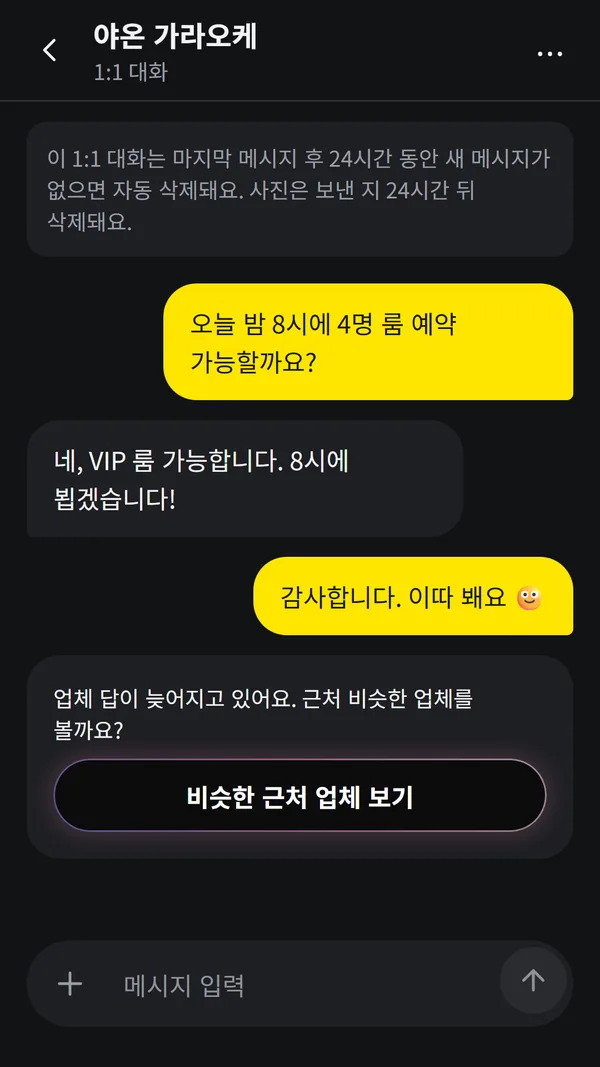 야온 가라오케
1:1 대화
이 1:1 대화는 마지막 메시지 후 24시간 동안 새 메시지가
없으면 자동 삭제돼요. 사진은 보낸 지 24시간 뒤
삭제돼요.
오늘 밤 8시에 4명 룸 예약
가능할까요?
네, VIP 룸 가능합니다. 8시에
뵙겠습니다!
감사합니다. 이따 봬요 🙂
업체 답이 늦어지고 있어요. 근처 비슷한 업체를
볼까요?
비슷한 근처 업체 보기
메시지 입력